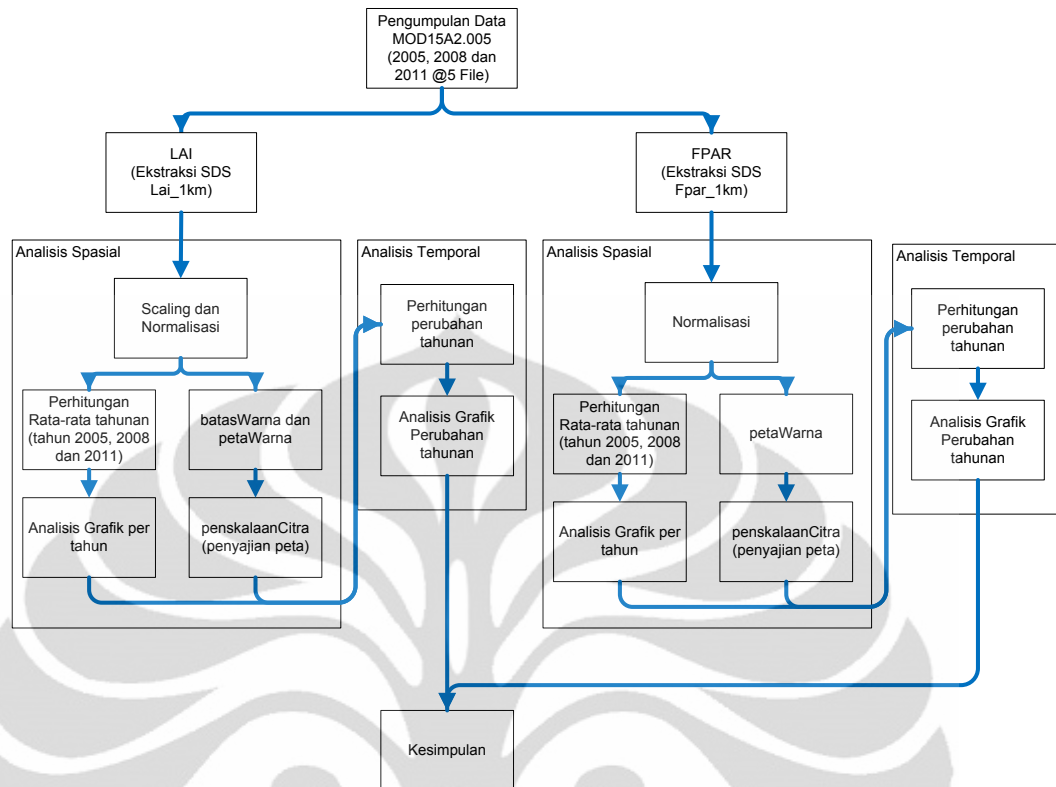 Pengumpulan Data
MOD15A2.005
(2005, 2008 dan
2011 @5 File)
LAI
(Ekstraksi SDS
Lai_1km)
FPAR
(Ekstraksi SDS
Fpar_1km)
Analisis Spasial
Scaling dan
Normalisasi
Perhitungan
Rata-rata tahunan
(tahun 2005, 2008
dan 2011)
batasWarna dan
petaWarna
Analisis Grafik per
tahun
penskalaanCitra
(penyajian peta)
Analisis Temporal
Perhitungan
perubahan
tahunan
Analisis Grafik
Perubahan
tahunan
Analisis Spasial
Normalisasi
Perhitungan
Rata-rata tahunan
(tahun 2005, 2008
dan 2011)
petaWarna
Analisis Grafik per
tahun
penskalaanCitra
(penyajian peta)
Analisis Temporal
Perhitungan
perubahan
tahunan
Analisis Grafik
Perubahan
tahunan
Kesimpulan